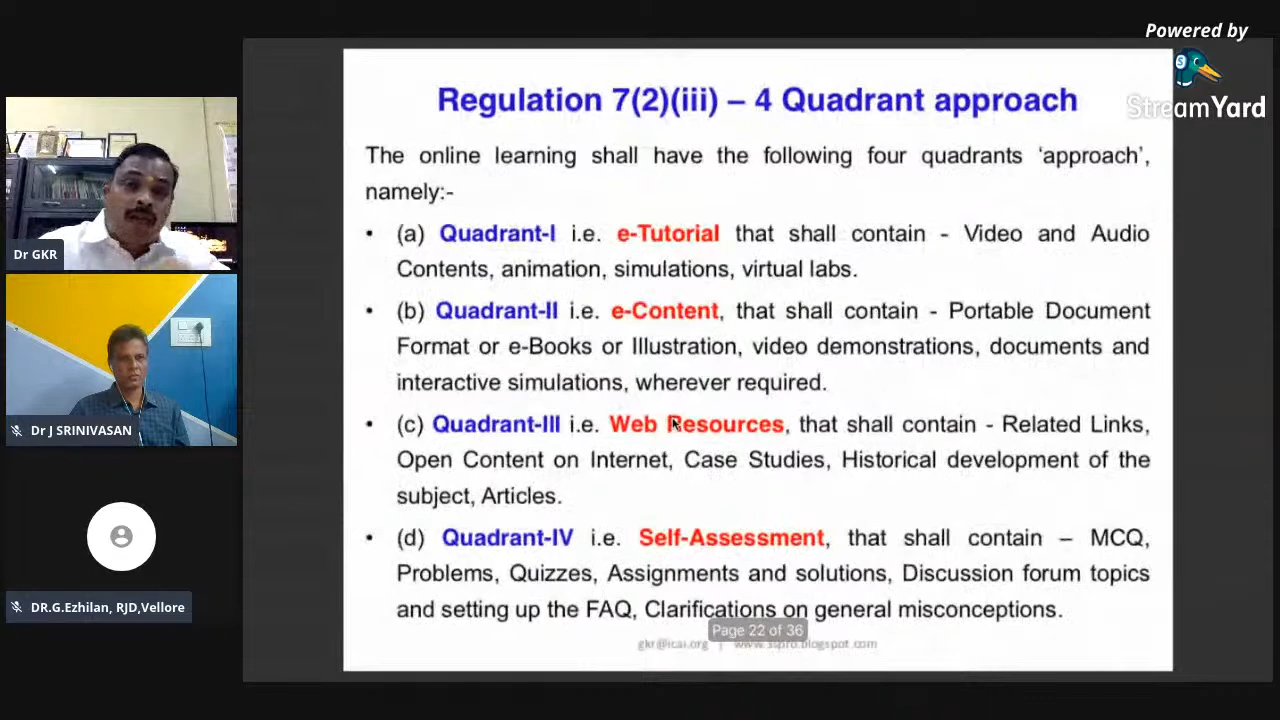 Powered by
StreamYard
Regulation 7(2)(iii) – 4 Quadrant approach
The online learning shall have the following four quadrants ‘approach’,
namely:-
• (a) Quadrant-I i.e. e-Tutorial that shall contain - Video and Audio
Contents, animation, simulations, virtual labs.
• (b) Quadrant-II i.e. e-Content, that shall contain - Portable Document
Format or e-Books or Illustration, video demonstrations, documents and
interactive simulations, wherever required.
• (c) Quadrant-III i.e. Web Resources, that shall contain - Related Links,
Open Content on Internet, Case Studies, Historical development of the
subject, Articles.
• (d) Quadrant-IV i.e. Self-Assessment, that shall contain – MCQ,
Problems, Quizzes, Assignments and solutions, Discussion forum topics
and setting up the FAQ, Clarifications on general misconceptions.
Page 22 of 36
gkr@icai.org | www.sspro.blogspot.com
Dr GKR
Dr J SRINIVASAN
DR.G.Ezhilan, RJD,Vellore